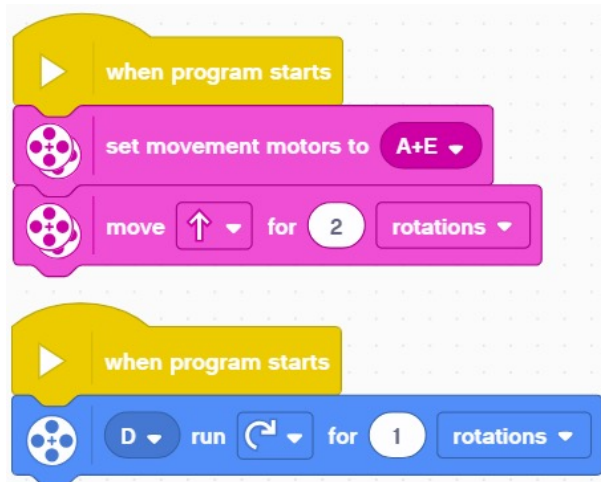 when program starts
set movement motors to A+E
move for 2 rotations
when program starts
D run for 1 rotations